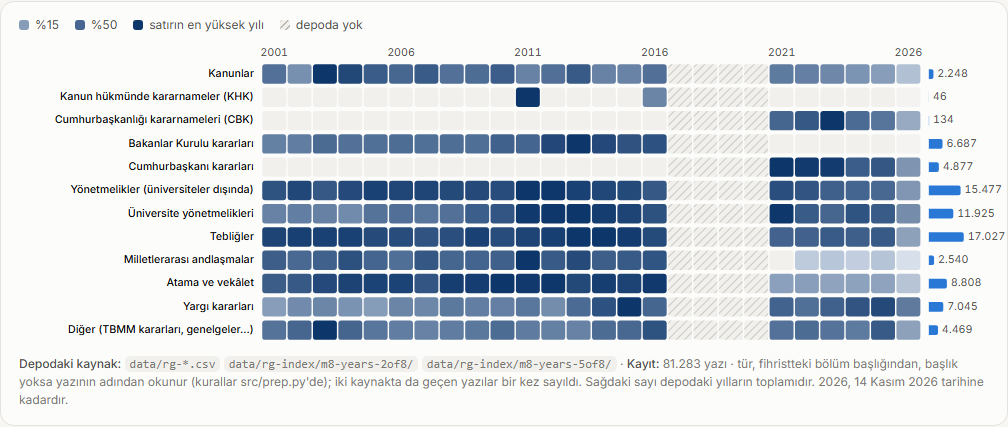 %15 %50 satırın en yüksek yılı depoda yok
2001 2006 2011 2016 2021 2026
Kanunlar 2.248
Kanun hükmünde kararnameler (KHK) 46
Cumhurbaşkanlığı kararnameleri (CBK) 134
Bakanlar Kurulu kararları 6.687
Cumhurbaşkanı kararları 4.877
Yönetmelikler (üniversiteler dışında) 15.477
Üniversite yönetmelikleri 11.925
Tebliğler 17.027
Milletlerarası andlaşmalar 2.540
Atama ve vekâlet 8.808
Yargı kararları 7.045
Diğer (TBMM kararları, genelgeler...) 4.469
Depodaki kaynak: data/rg-*.csv data/rg-index/m8-years-2of8/ data/rg-index/m8-years-5of8/ · Kayıt: 81.283 yazı · tür, fihristteki bölüm başlığından, başlık
yoksa yazının adından okunur (kurallar src/prep.py'de); iki kaynakta da geçen yazılar bir kez sayıldı. Sağdaki sayı depodaki yılların toplamıdır. 2026, 14 Kasım 2026 tarihine
kadardır.